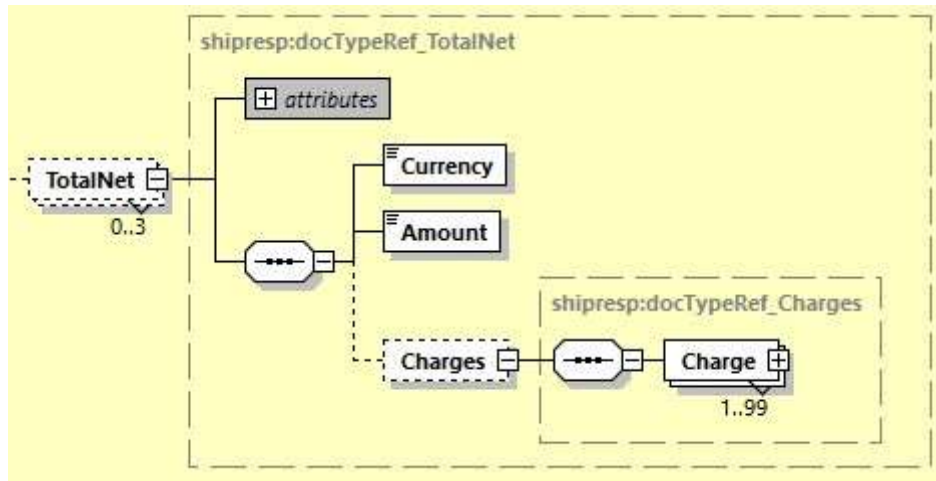 shipresp:docTypeRef_TotalNet
attributes
Currency
TotalNet
0..3
Amount
shipresp:docTypeRef_Charges
Charges
Charge
1..99